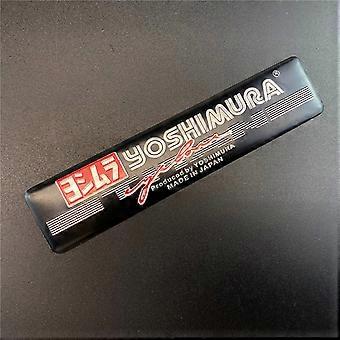 ヨシムラ YOSHIMURA ®
Produced by YOSHIMURA
MADE IN JAPAN